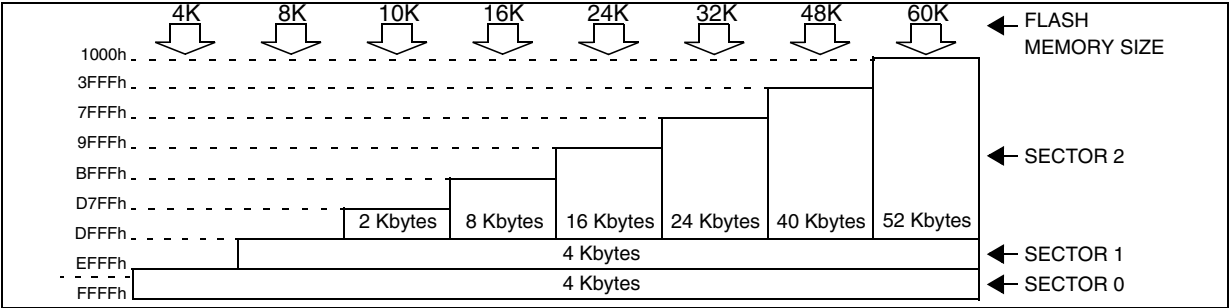 4K 8K 10K 16K 24K 32K 48K 60K
FLASH
MEMORY SIZE
1000h
3FFFh
7FFFh
9FFFh
SECTOR 2
BFFFh
D7FFh
2 Kbytes 8 Kbytes 16 Kbytes 24 Kbytes 40 Kbytes 52 Kbytes
DFFFh
4 Kbytes
SECTOR 1
EFFFh
4 Kbytes
SECTOR 0
FFFFh